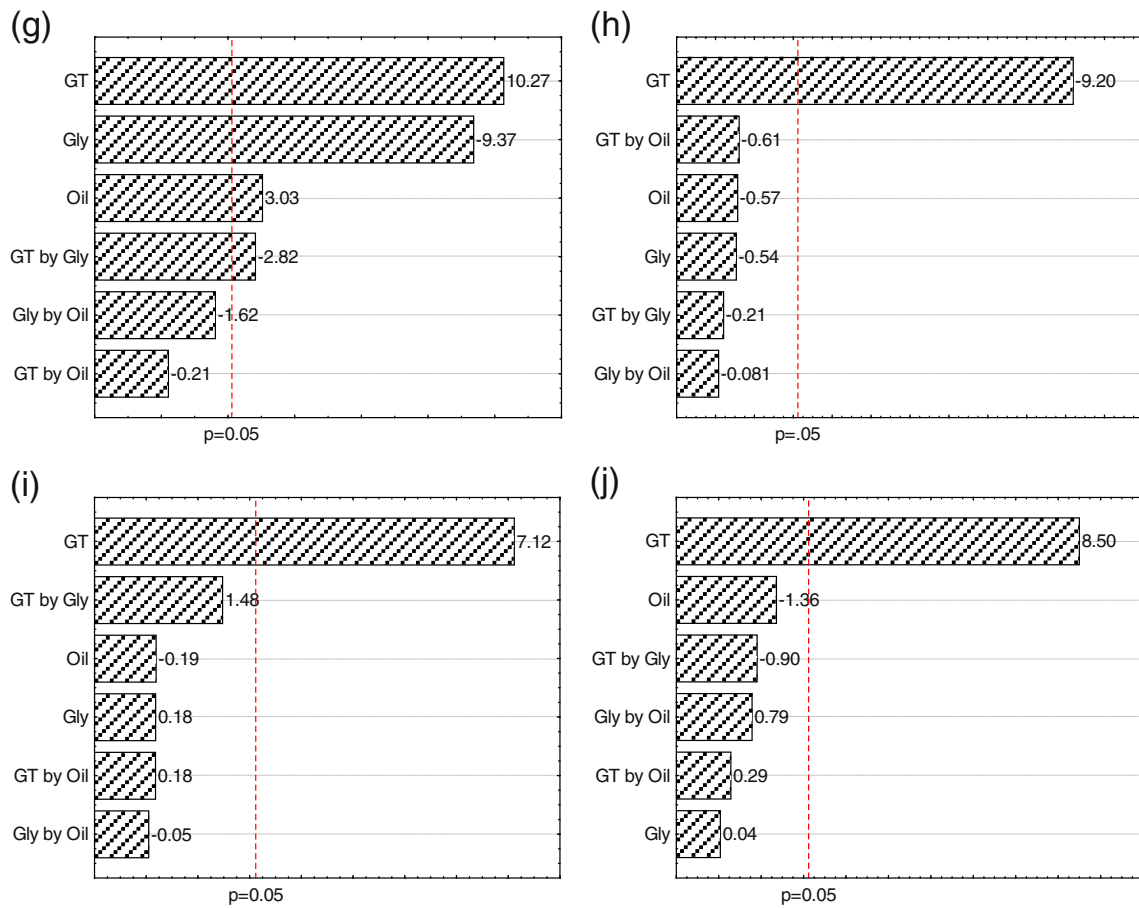 (g)
GT 10.27
Gly -9.37
Oil 3.03
GT by Gly -2.82
Gly by Oil -1.62
GT by Oil -0.21
p=0.05
(h)
GT -9.20
GT by Oil -0.61
Oil -0.57
Gly -0.54
GT by Gly -0.21
Gly by Oil -0.081
p=.05
(i)
GT 7.12
GT by Gly 1.48
Oil -0.19
Gly 0.18
GT by Oil 0.18
Gly by Oil -0.05
p=0.05
(j)
GT 8.50
Oil -1.36
GT by Gly -0.90
Gly by Oil 0.79
GT by Oil 0.29
Gly 0.04
p=0.05